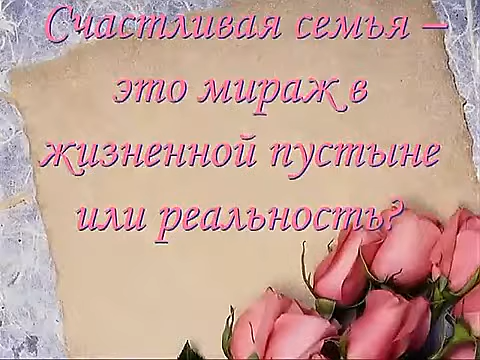 Счастливая семья –
это мираж в
жизненной пустыне
или реальность?